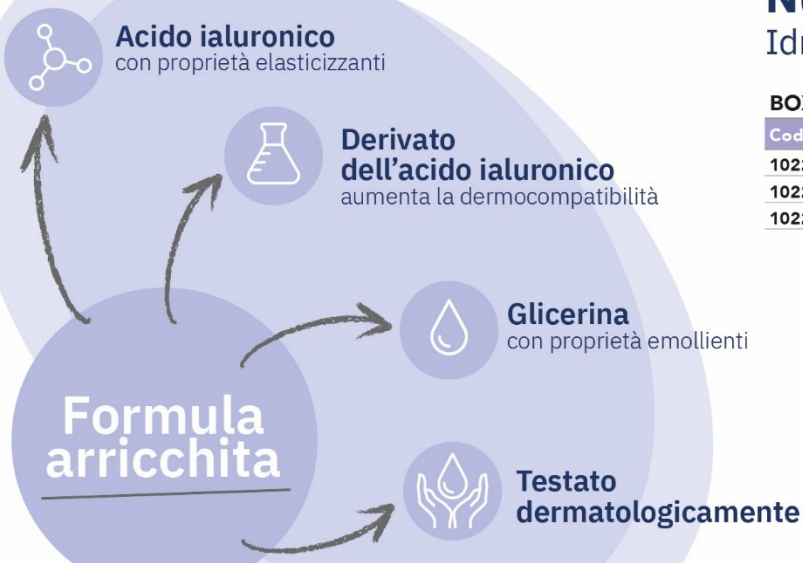 Acido ialuronico
con proprietà elasticizzanti
Derivato
dell'acido ialuronico
aumenta la dermocompatibilità
Glicerina
con proprietà emollienti
Formula
arricchita
Testato
dermatologicamente